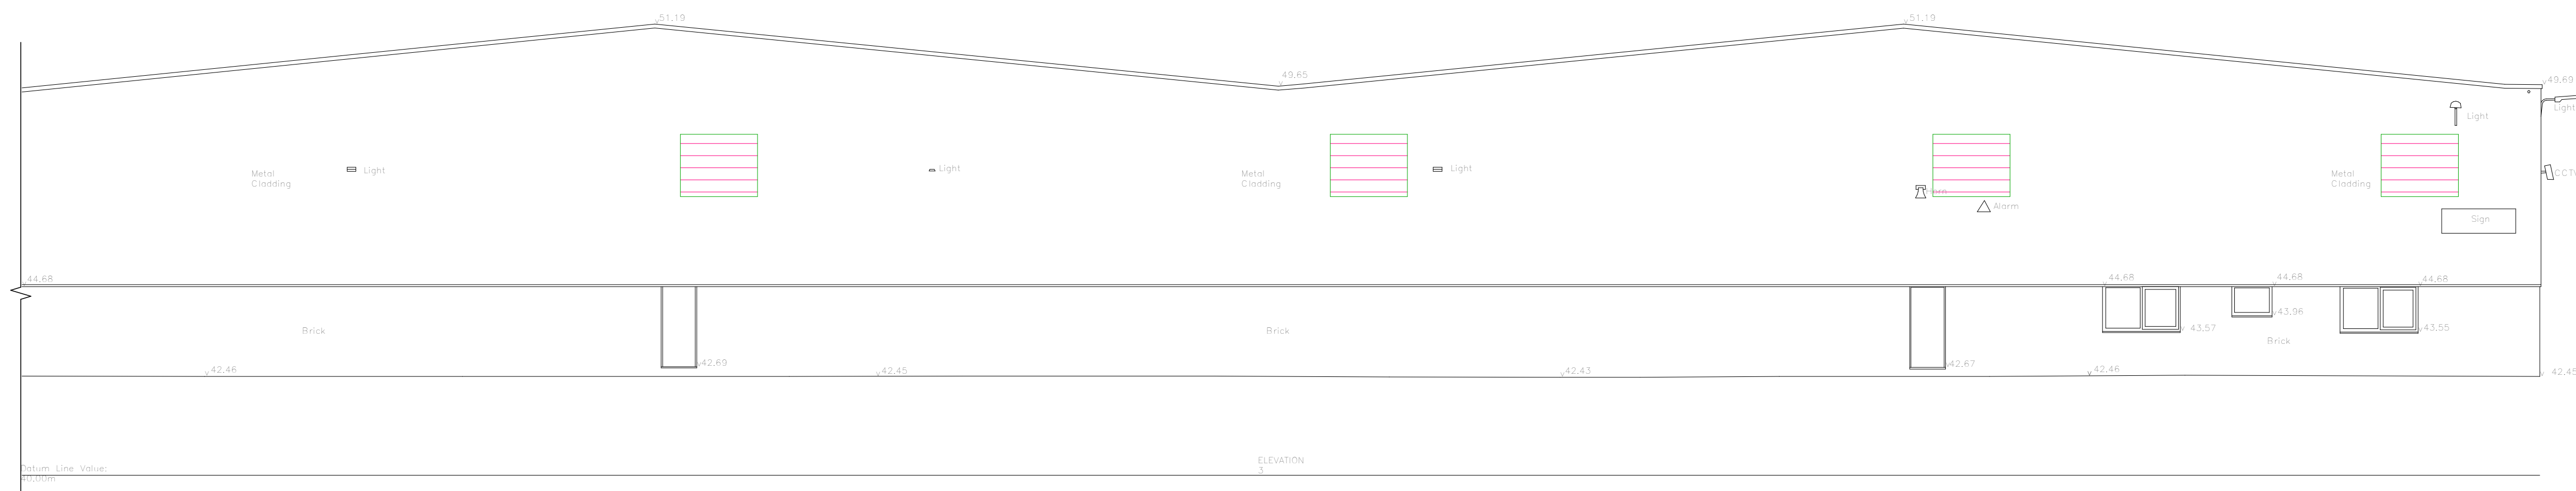 51.19
51.19
49.65
49.69
Light
Light
Metal
Cladding
Light
Light
Metal
Cladding
Light
Metal
Cladding
CCTV
Alarm
Sign
44.68
44.68
44.68
44.68
43.96
43.57
43.55
Brick
Brick
Brick
42.69
42.67
42.46
42.45
42.43
42.46
42.45
ELEVATION
3
Datum Line Value:
40.00m